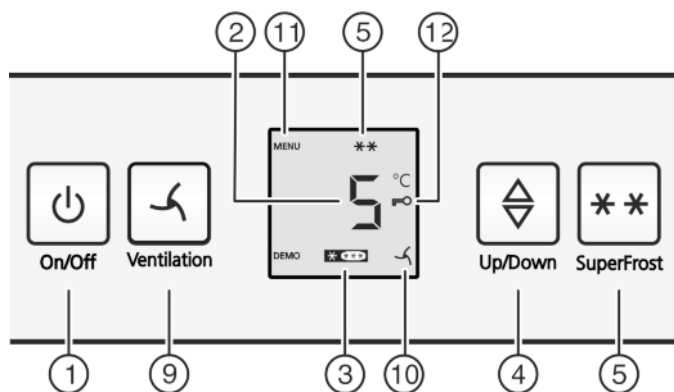 2 11 5 12
MENU **
5 °C
DEMO * ***
On/Off Ventilation Up/Down SuperFrost
1 9 3 10 4 5